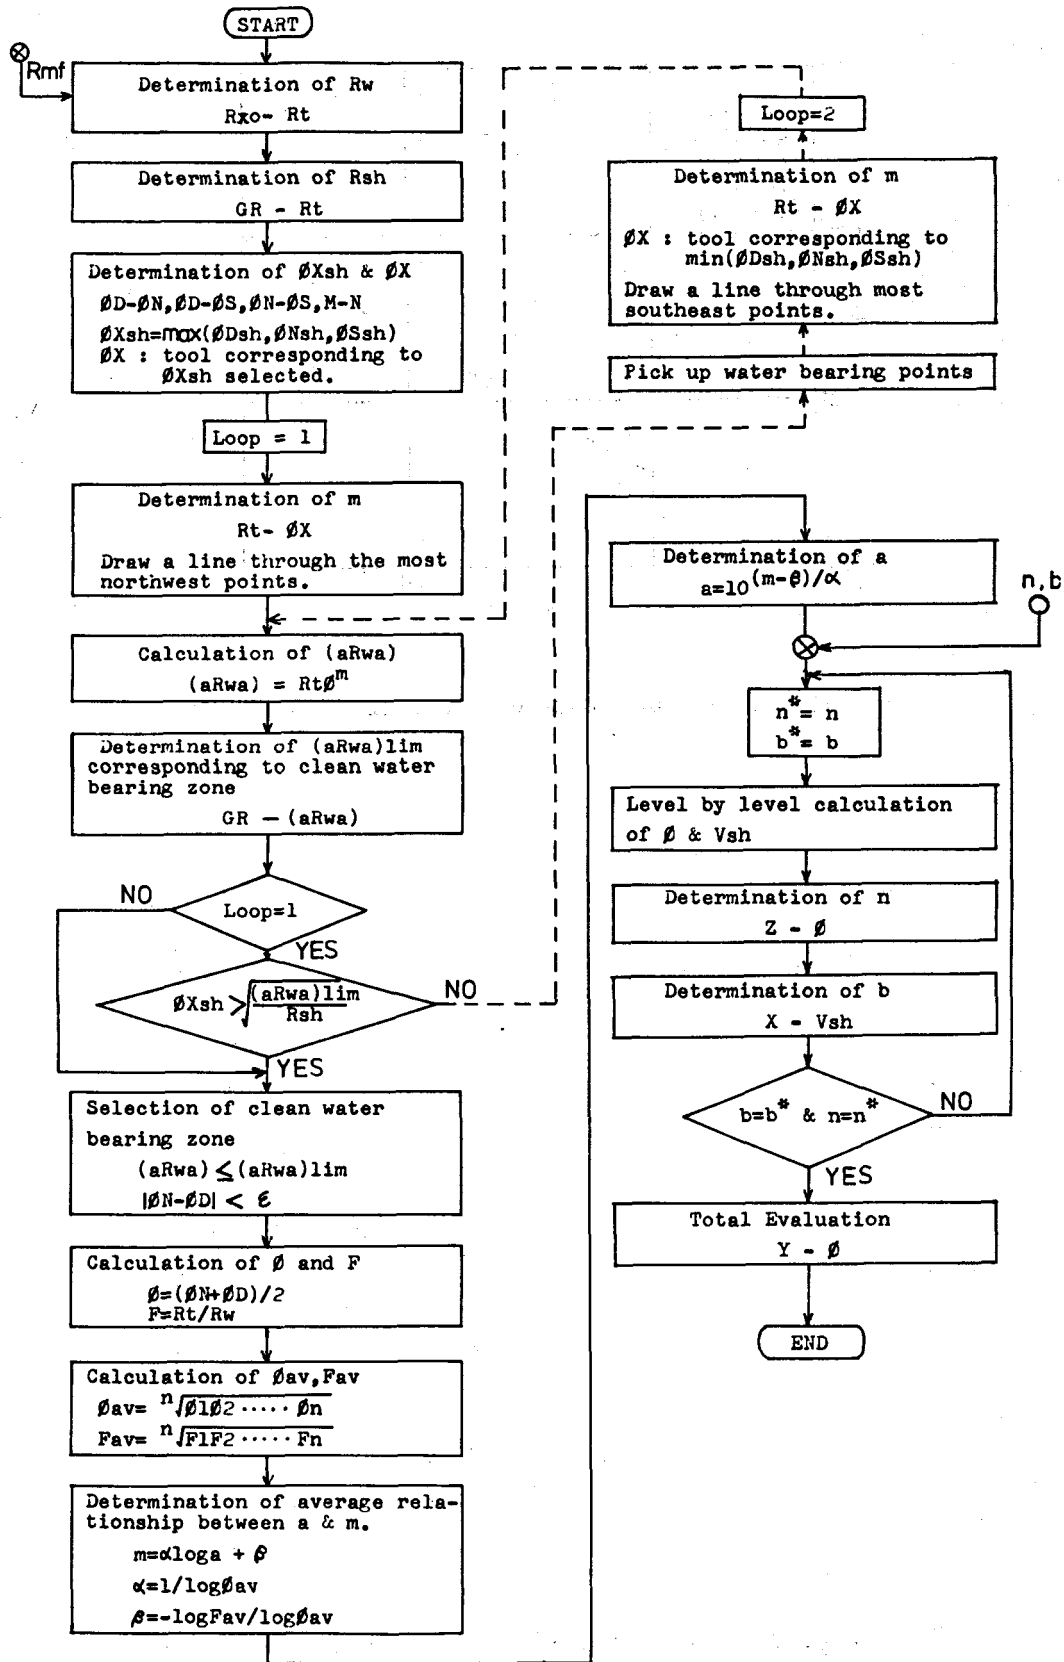 START
Rmf
Determination of Rw
Rxo- Rt
Determination of Rsh
GR - Rt
Determination of ØXsh & ØX
ØD-ØN,ØD-ØS,ØN-ØS,M-N
ØXsh=max(ØDsh,ØNsh,ØSsh)
ØX : tool corresponding to
ØXsh selected.
Loop = 1
Determination of m
Rt- ØX
Draw a line through the most
northwest points.
Calculation of (aRwa)
(aRwa) = RtØ^m
Determination of (aRwa)lim
corresponding to clean water
bearing zone
GR - (aRwa)
NO
Loop=1
YES
ØXsh > √(aRwa)lim / Rsh
NO
YES
Selection of clean water
bearing zone
(aRwa) ≤ (aRwa)lim
|ØN-ØD| < ε
Calculation of Ø and F
Ø=(ØN+ØD)/2
F=Rt/Rw
Calculation of Øav,Fav
Øav= n√Ø1Ø2 ····· Øn
Fav= n√F1F2 ····· Fn
Determination of average rela-
tionship between a & m.
m=αloga + β
α=1/logØav
β=-logFav/logØav
Loop=2
Determination of m
Rt - ØX
ØX : tool corresponding to
min(ØDsh,ØNsh,ØSsh)
Draw a line through most
southeast points.
Pick up water bearing points
Determination of a
a=10^(m-β)/α
n,b
n*= n
b*= b
Level by level calculation
of Ø & Vsh
Determination of n
Z - Ø
Determination of b
X - Vsh
b=b* & n=n*
NO
YES
Total Evaluation
Y - Ø
END